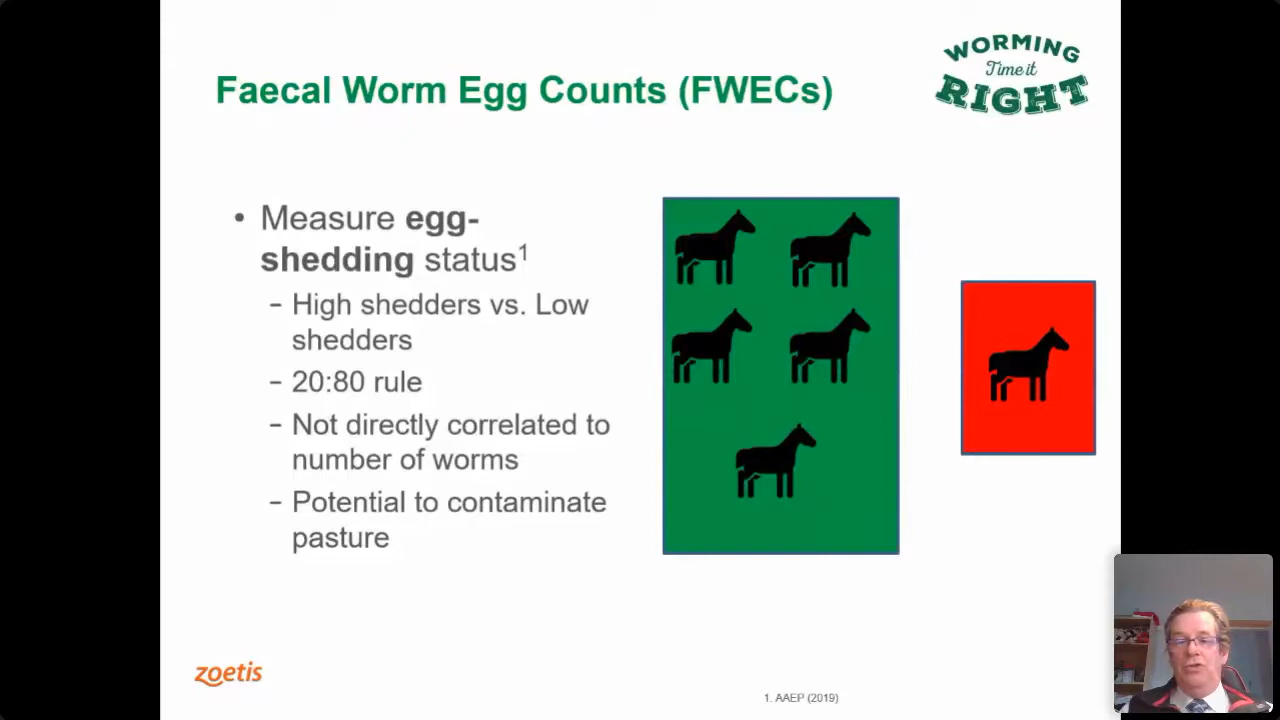 Faecal Worm Egg Counts (FWECs)
WORMING
Time it
RIGHT
• Measure egg-
shedding status1
– High shedders vs. Low
shedders
– 20:80 rule
– Not directly correlated to
number of worms
– Potential to contaminate
pasture
zoetis
1. AAEP (2019)